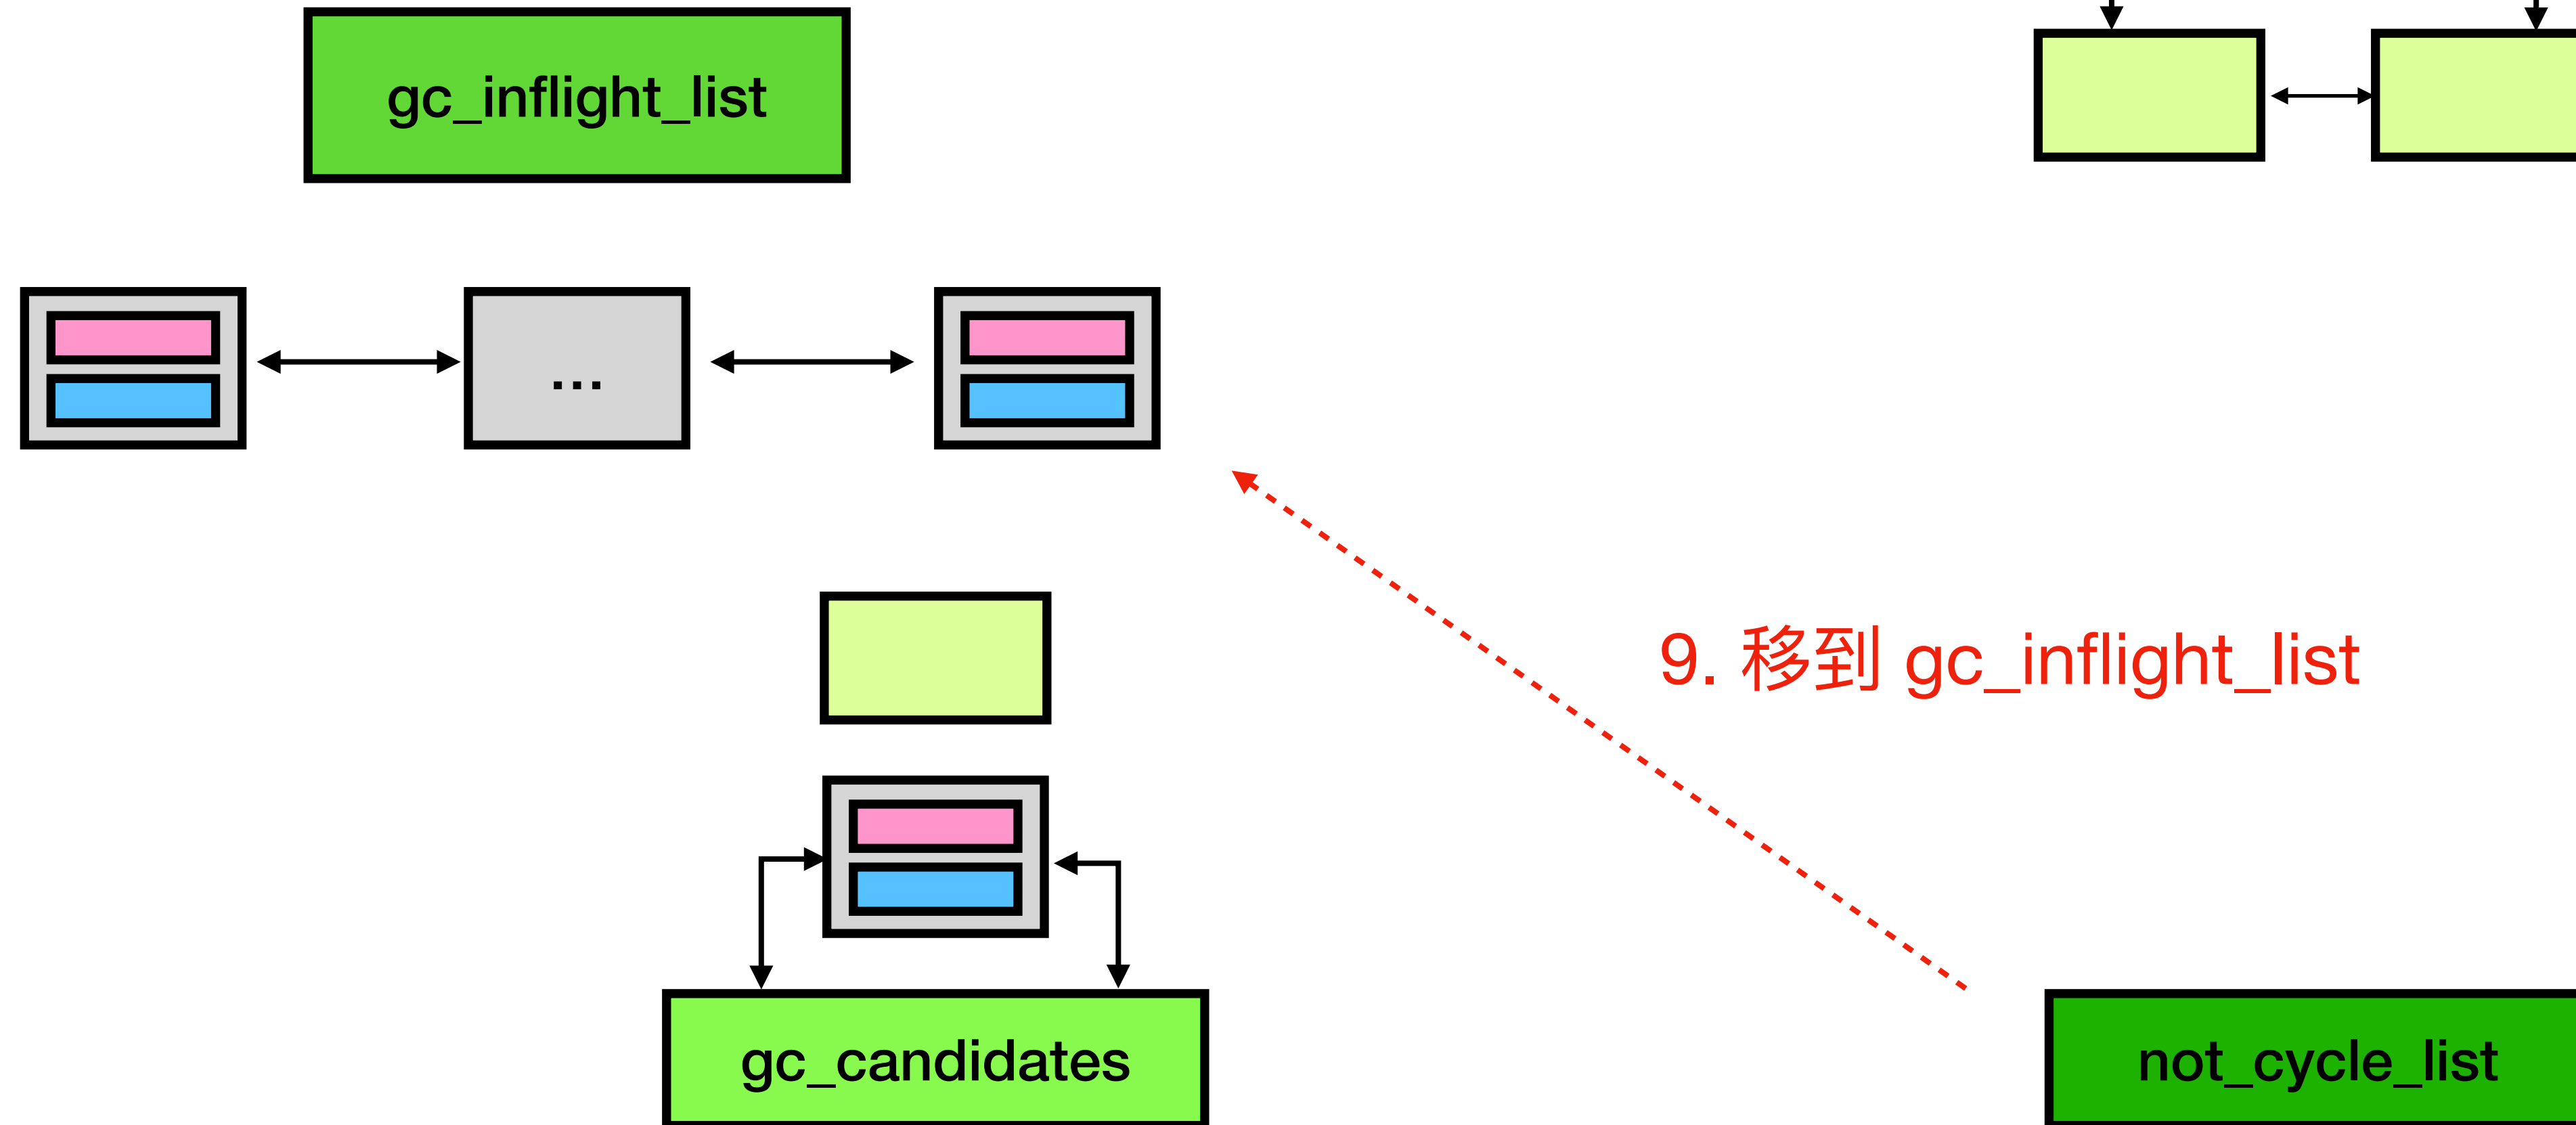 gc_inflight_list
...
9. 移到 gc_inflight_list
gc_candidates
not_cycle_list